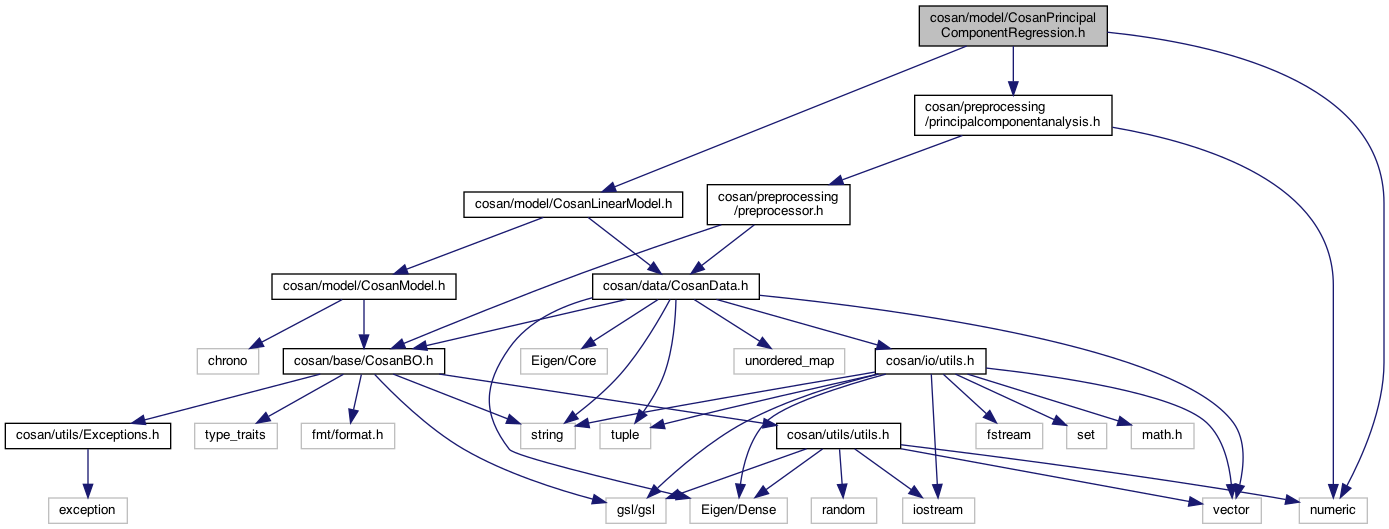 cosan/model/CosanPrincipal
ComponentRegression.h
cosan/preprocessing
/principalcomponentanalysis.h
cosan/model/CosanLinearModel.h
cosan/preprocessing
/preprocessor.h
cosan/model/CosanModel.h
cosan/data/CosanData.h
chrono
cosan/base/CosanBO.h
Eigen/Core
unordered_map
cosan/io/utils.h
cosan/utils/Exceptions.h
type_traits
fmt/format.h
string
tuple
cosan/utils/utils.h
fstream
set
math.h
exception
gsl/gsl
Eigen/Dense
random
iostream
vector
numeric